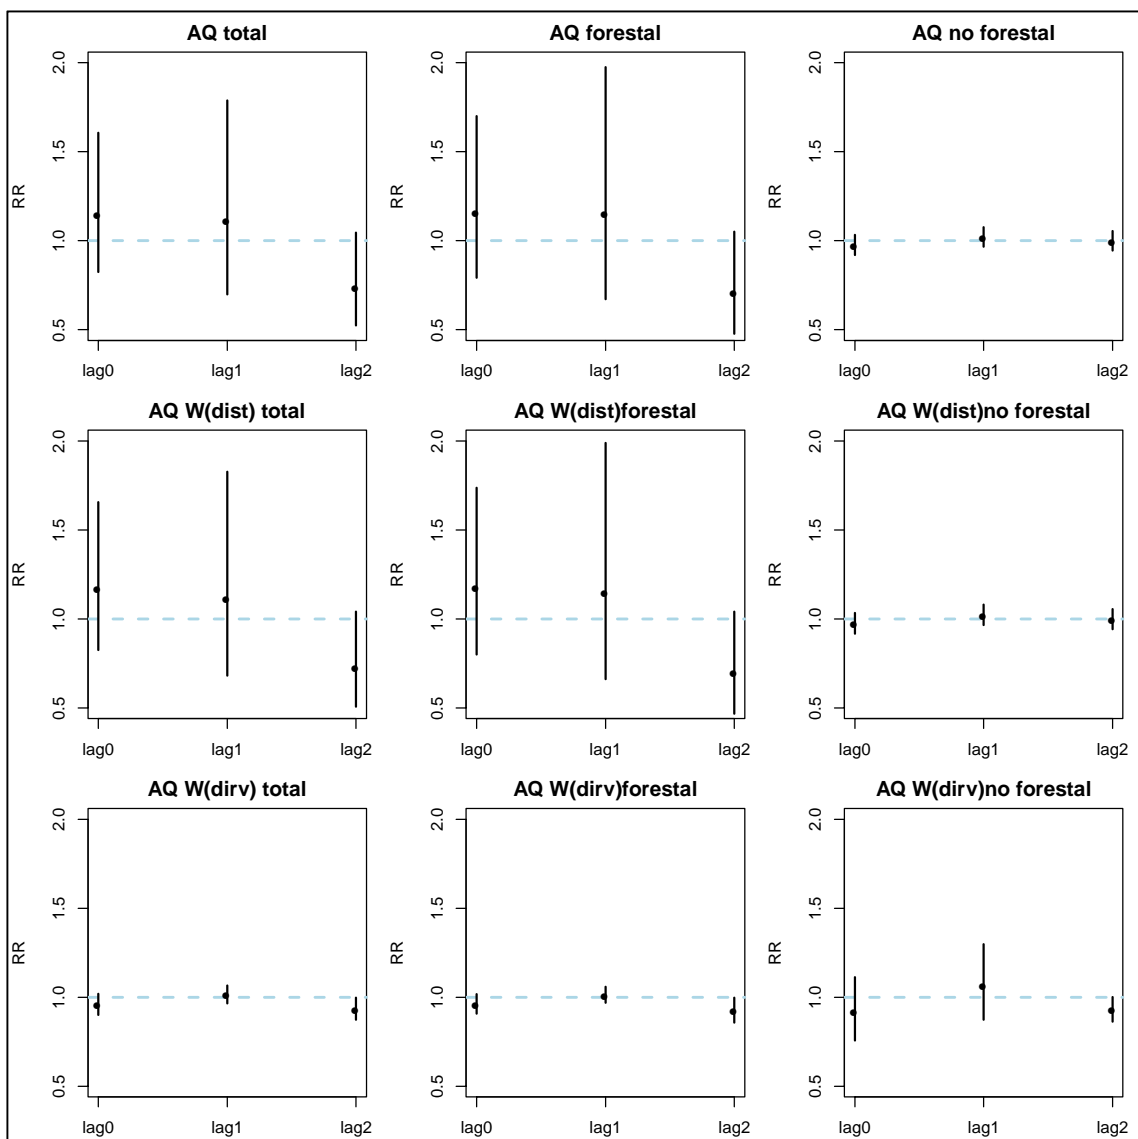 AQ total
AQ forestal
AQ no forestal
RR
2.0
1.5
1.0
0.5
lag0 lag1 lag2
RR
2.0
1.5
1.0
0.5
lag0 lag1 lag2
RR
2.0
1.5
1.0
0.5
lag0 lag1 lag2
AQ W(dist) total
AQ W(dist)forestal
AQ W(dist)no forestal
RR
2.0
1.5
1.0
0.5
lag0 lag1 lag2
RR
2.0
1.5
1.0
0.5
lag0 lag1 lag2
RR
2.0
1.5
1.0
0.5
lag0 lag1 lag2
AQ W(dirv) total
AQ W(dirv)forestal
AQ W(dirv)no forestal
RR
2.0
1.5
1.0
0.5
lag0 lag1 lag2
RR
2.0
1.5
1.0
0.5
lag0 lag1 lag2
RR
2.0
1.5
1.0
0.5
lag0 lag1 lag2